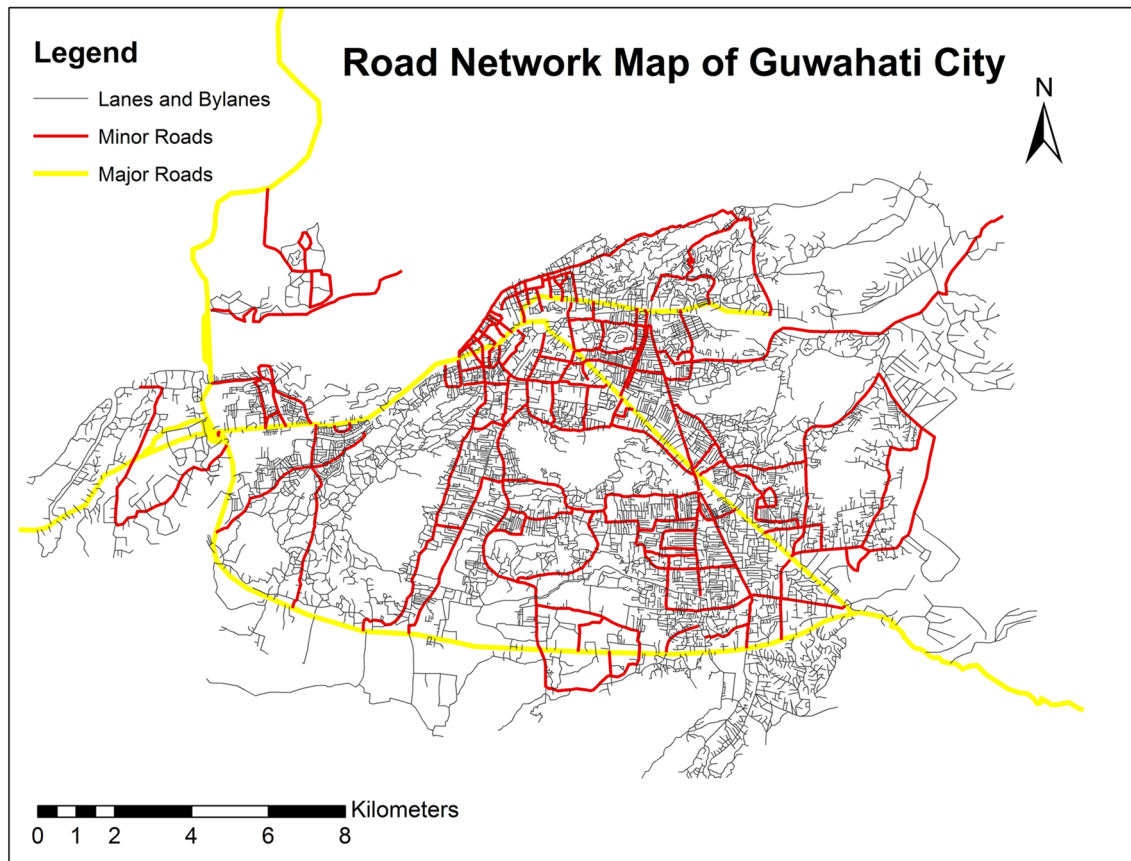 Legend
Road Network Map of Guwahati City
N
Lanes and Bylanes
Minor Roads
Major Roads
Kilometers
0 1 2 4 6 8